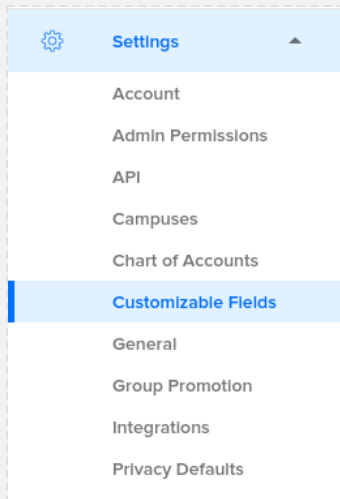 Settings
Account
Admin Permissions
API
Campuses
Chart of Accounts
Customizable Fields
General
Group Promotion
Integrations
Privacy Defaults